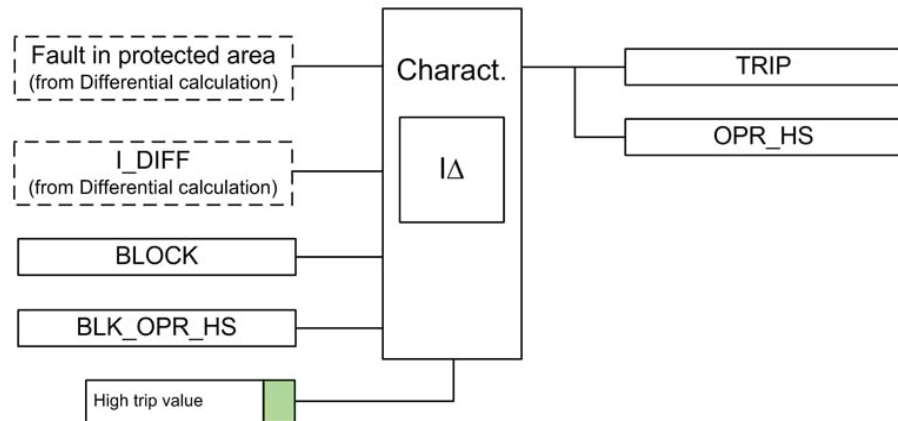 Fault in protected area
(from Differential calculation)
I_DIFF
(from Differential calculation)
BLOCK
BLK_OPR_HS
High trip value
Charact.
IΔ
TRIP
OPR_HS